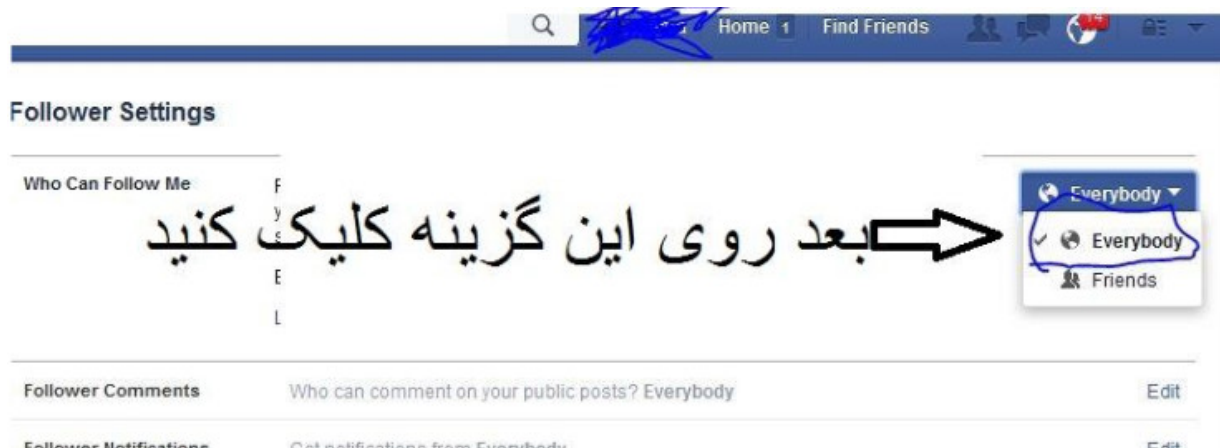 Home 1 Find Friends 14
Follower Settings
Who Can Follow Me
Everybody
بعد روی این گزینه کلیک کنید
Everybody
Friends
Follower Comments Who can comment on your public posts? Everybody Edit
Follower Notifications Get notifications from Everybody Edit